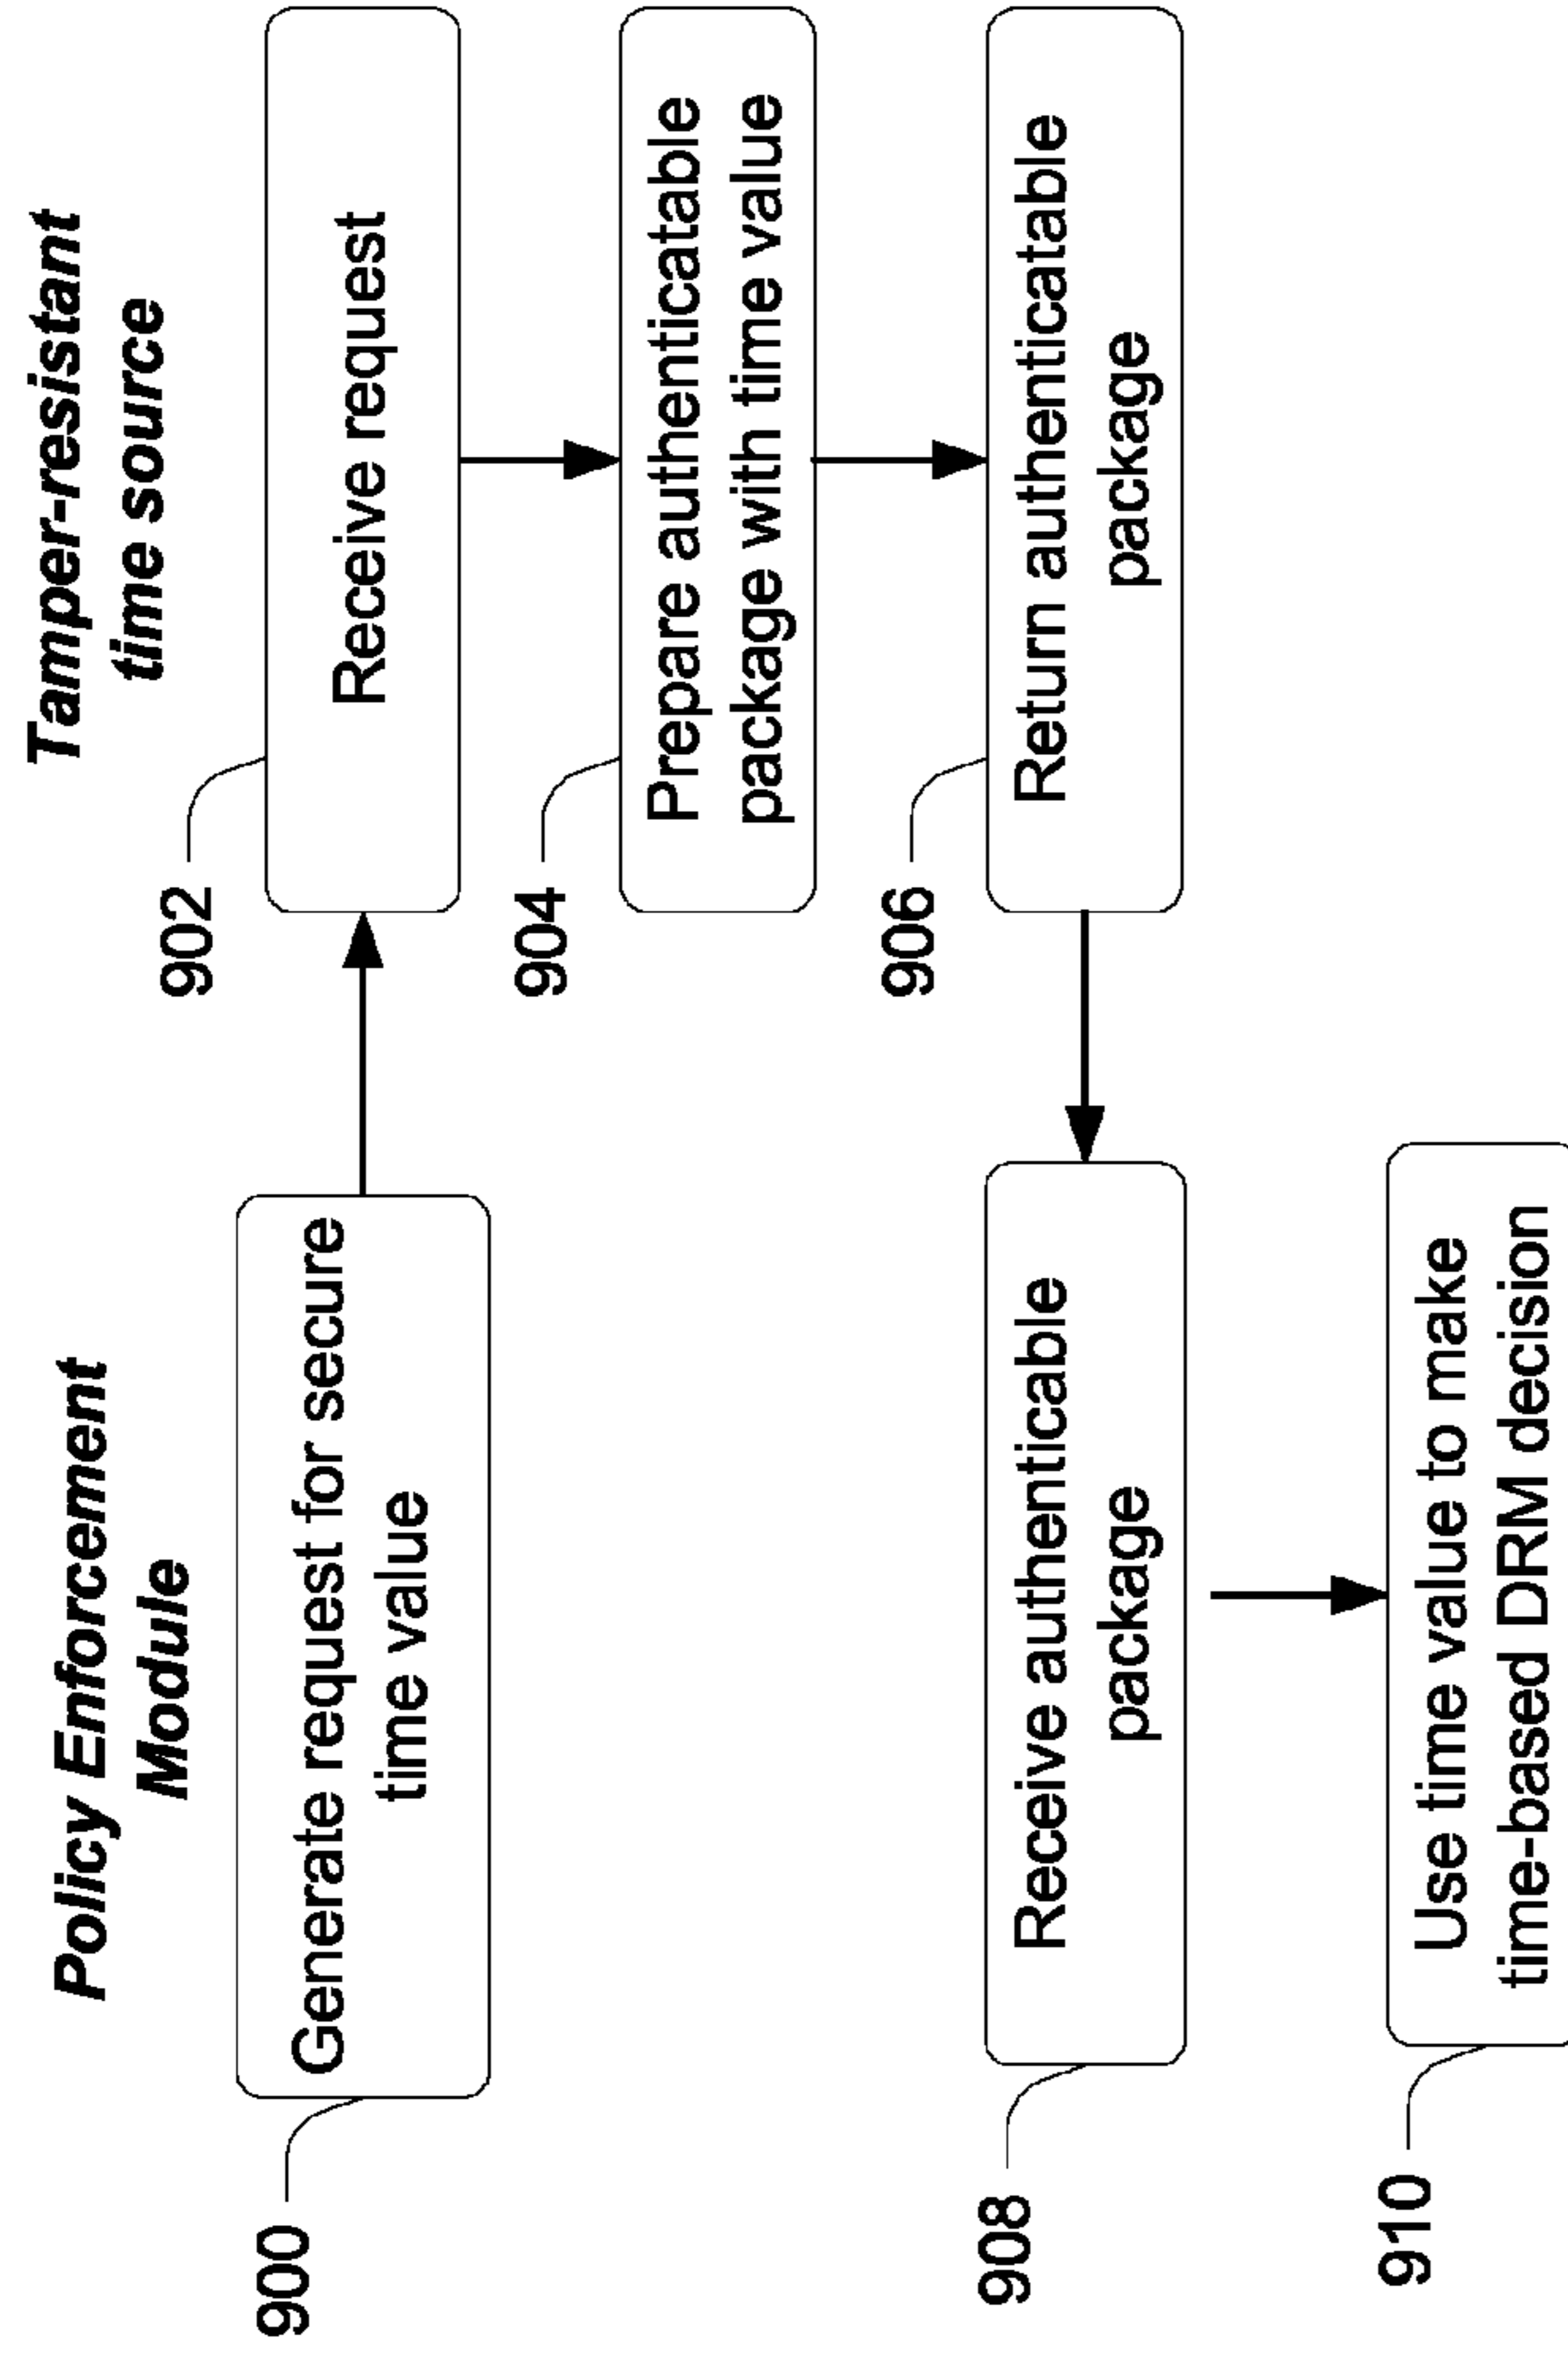 Policy Enforcement
Module
Tamper-resistant
time source
900
Generate request for secure
time value
902
Receive request
904
Prepare authenticatable
package with time value
906
Return authenticatable
package
908
Receive authenticable
package
910
Use time value to make
time-based DRM decision